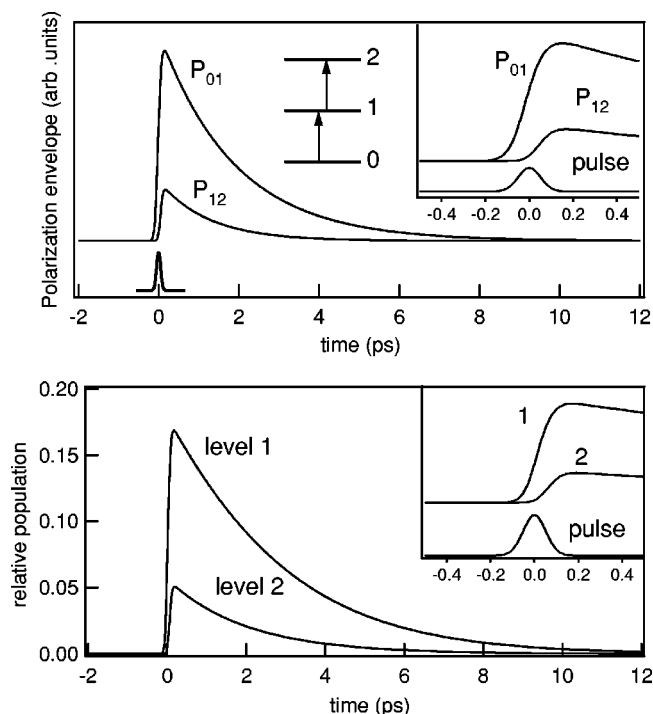 Polarization envelope (arb .units)
P01
P12
2
1
0
P01
P12
pulse
-0.4 -0.2 0.0 0.2 0.4
-2 0 2 4 6 8 10 12
time (ps)
relative population
0.20
0.15
0.10
0.05
0.00
level 1
level 2
1
2
pulse
-0.4 -0.2 0.0 0.2 0.4
-2 0 2 4 6 8 10 12
time (ps)